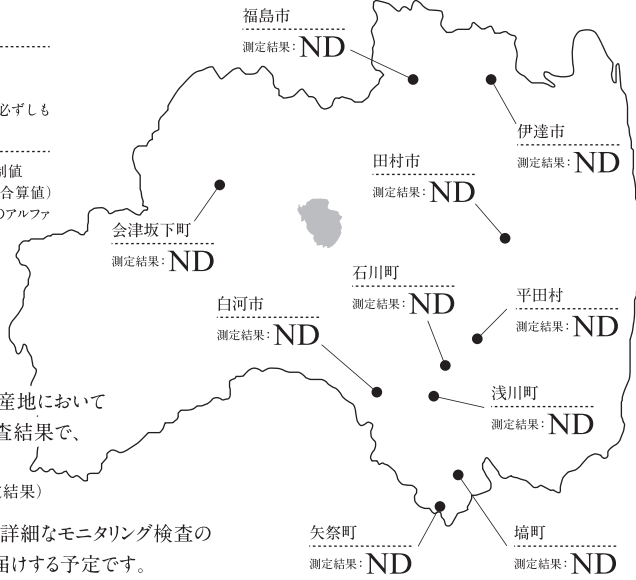 福島市
測定結果：ND
伊達市
測定結果：ND
田村市
測定結果：ND
会津坂下町
測定結果：ND
石川町
測定結果：ND
平田村
測定結果：ND
白河市
測定結果：ND
浅川町
測定結果：ND
矢祭町
測定結果：ND
塙町
測定結果：ND
必ずしも
制値
合算値）
のアルファ
産地において
査結果で、
結果）
詳細なモニタリング検査の
届けする予定です。